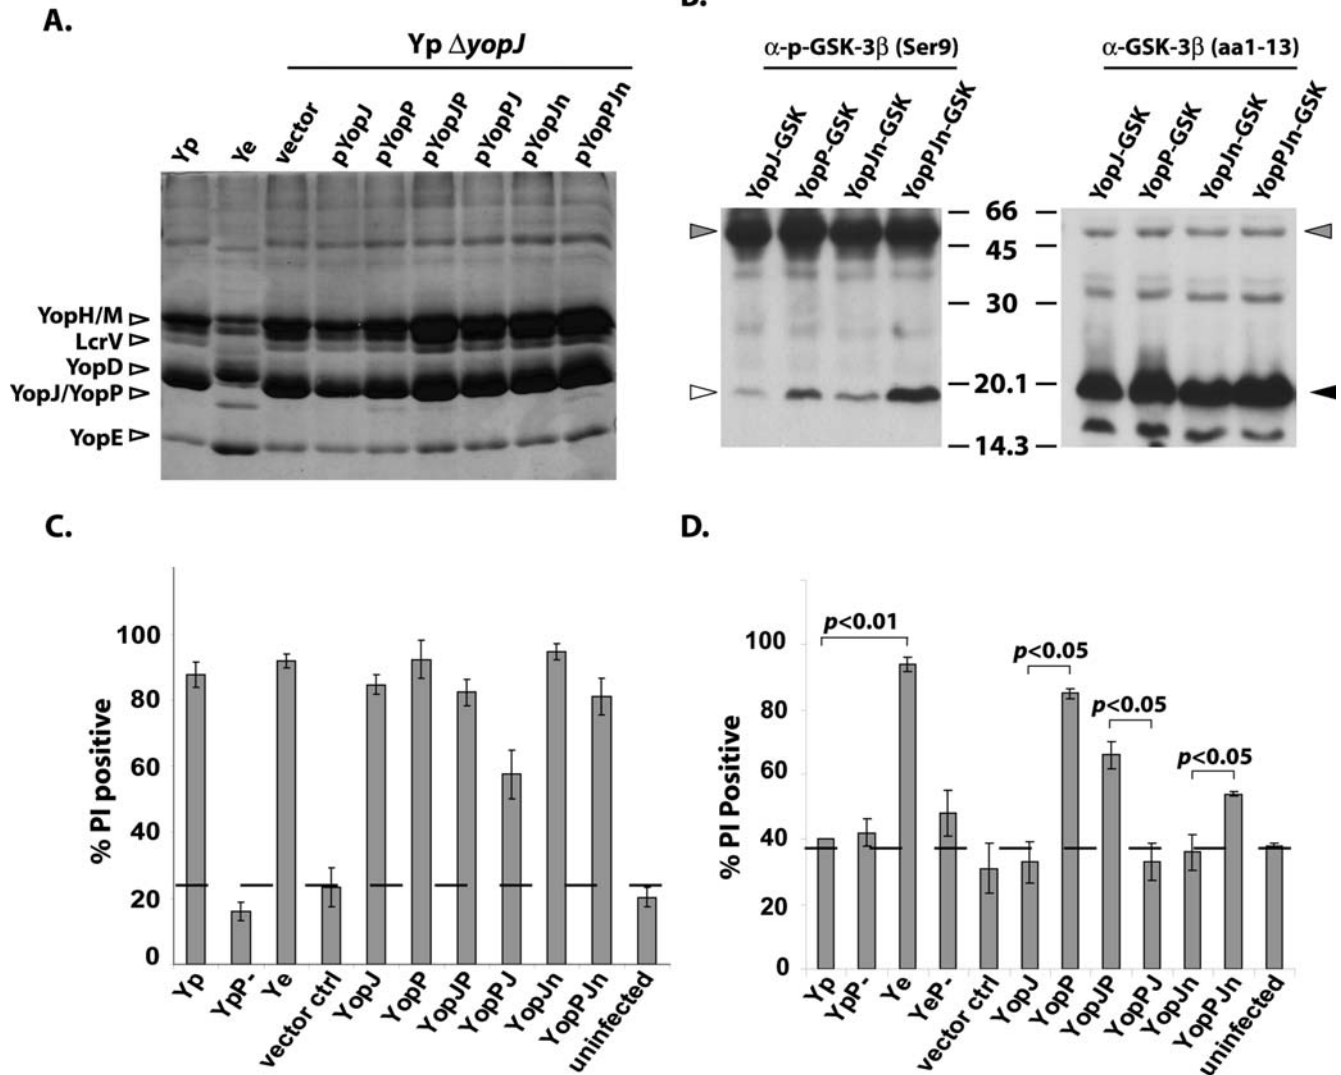 A.
B.
Yp ΔyopJ
Yp
Ye
vector
pYopJ
pYopP
pYopJP
pYopPJ
pYopJn
pYopPJn
YopH/M
LcrV
YopD
YopJ/YopP
YopE
α-p-GSK-3β (Ser9)
α-GSK-3β (aa1-13)
YopJ-GSK
YopP-GSK
YopJn-GSK
YopPJn-GSK
YopJ-GSK
YopP-GSK
YopJn-GSK
YopPJn-GSK
66
45
30
20.1
14.3
C.
% PI positive
100
80
60
40
20
0
Yp
YpP-
Ye
vector ctrl
YopJ
YopP
YopJP
YopPJ
YopJn
YopPJn
uninfected
D.
% PI Positive
100
80
60
40
20
0
p<0.01
p<0.05
p<0.05
p<0.05
Yp
YpP-
Ye
YeP-
vector ctrl
YopJ
YopP
YopJP
YopPJ
YopJn
YopPJn
uninfected